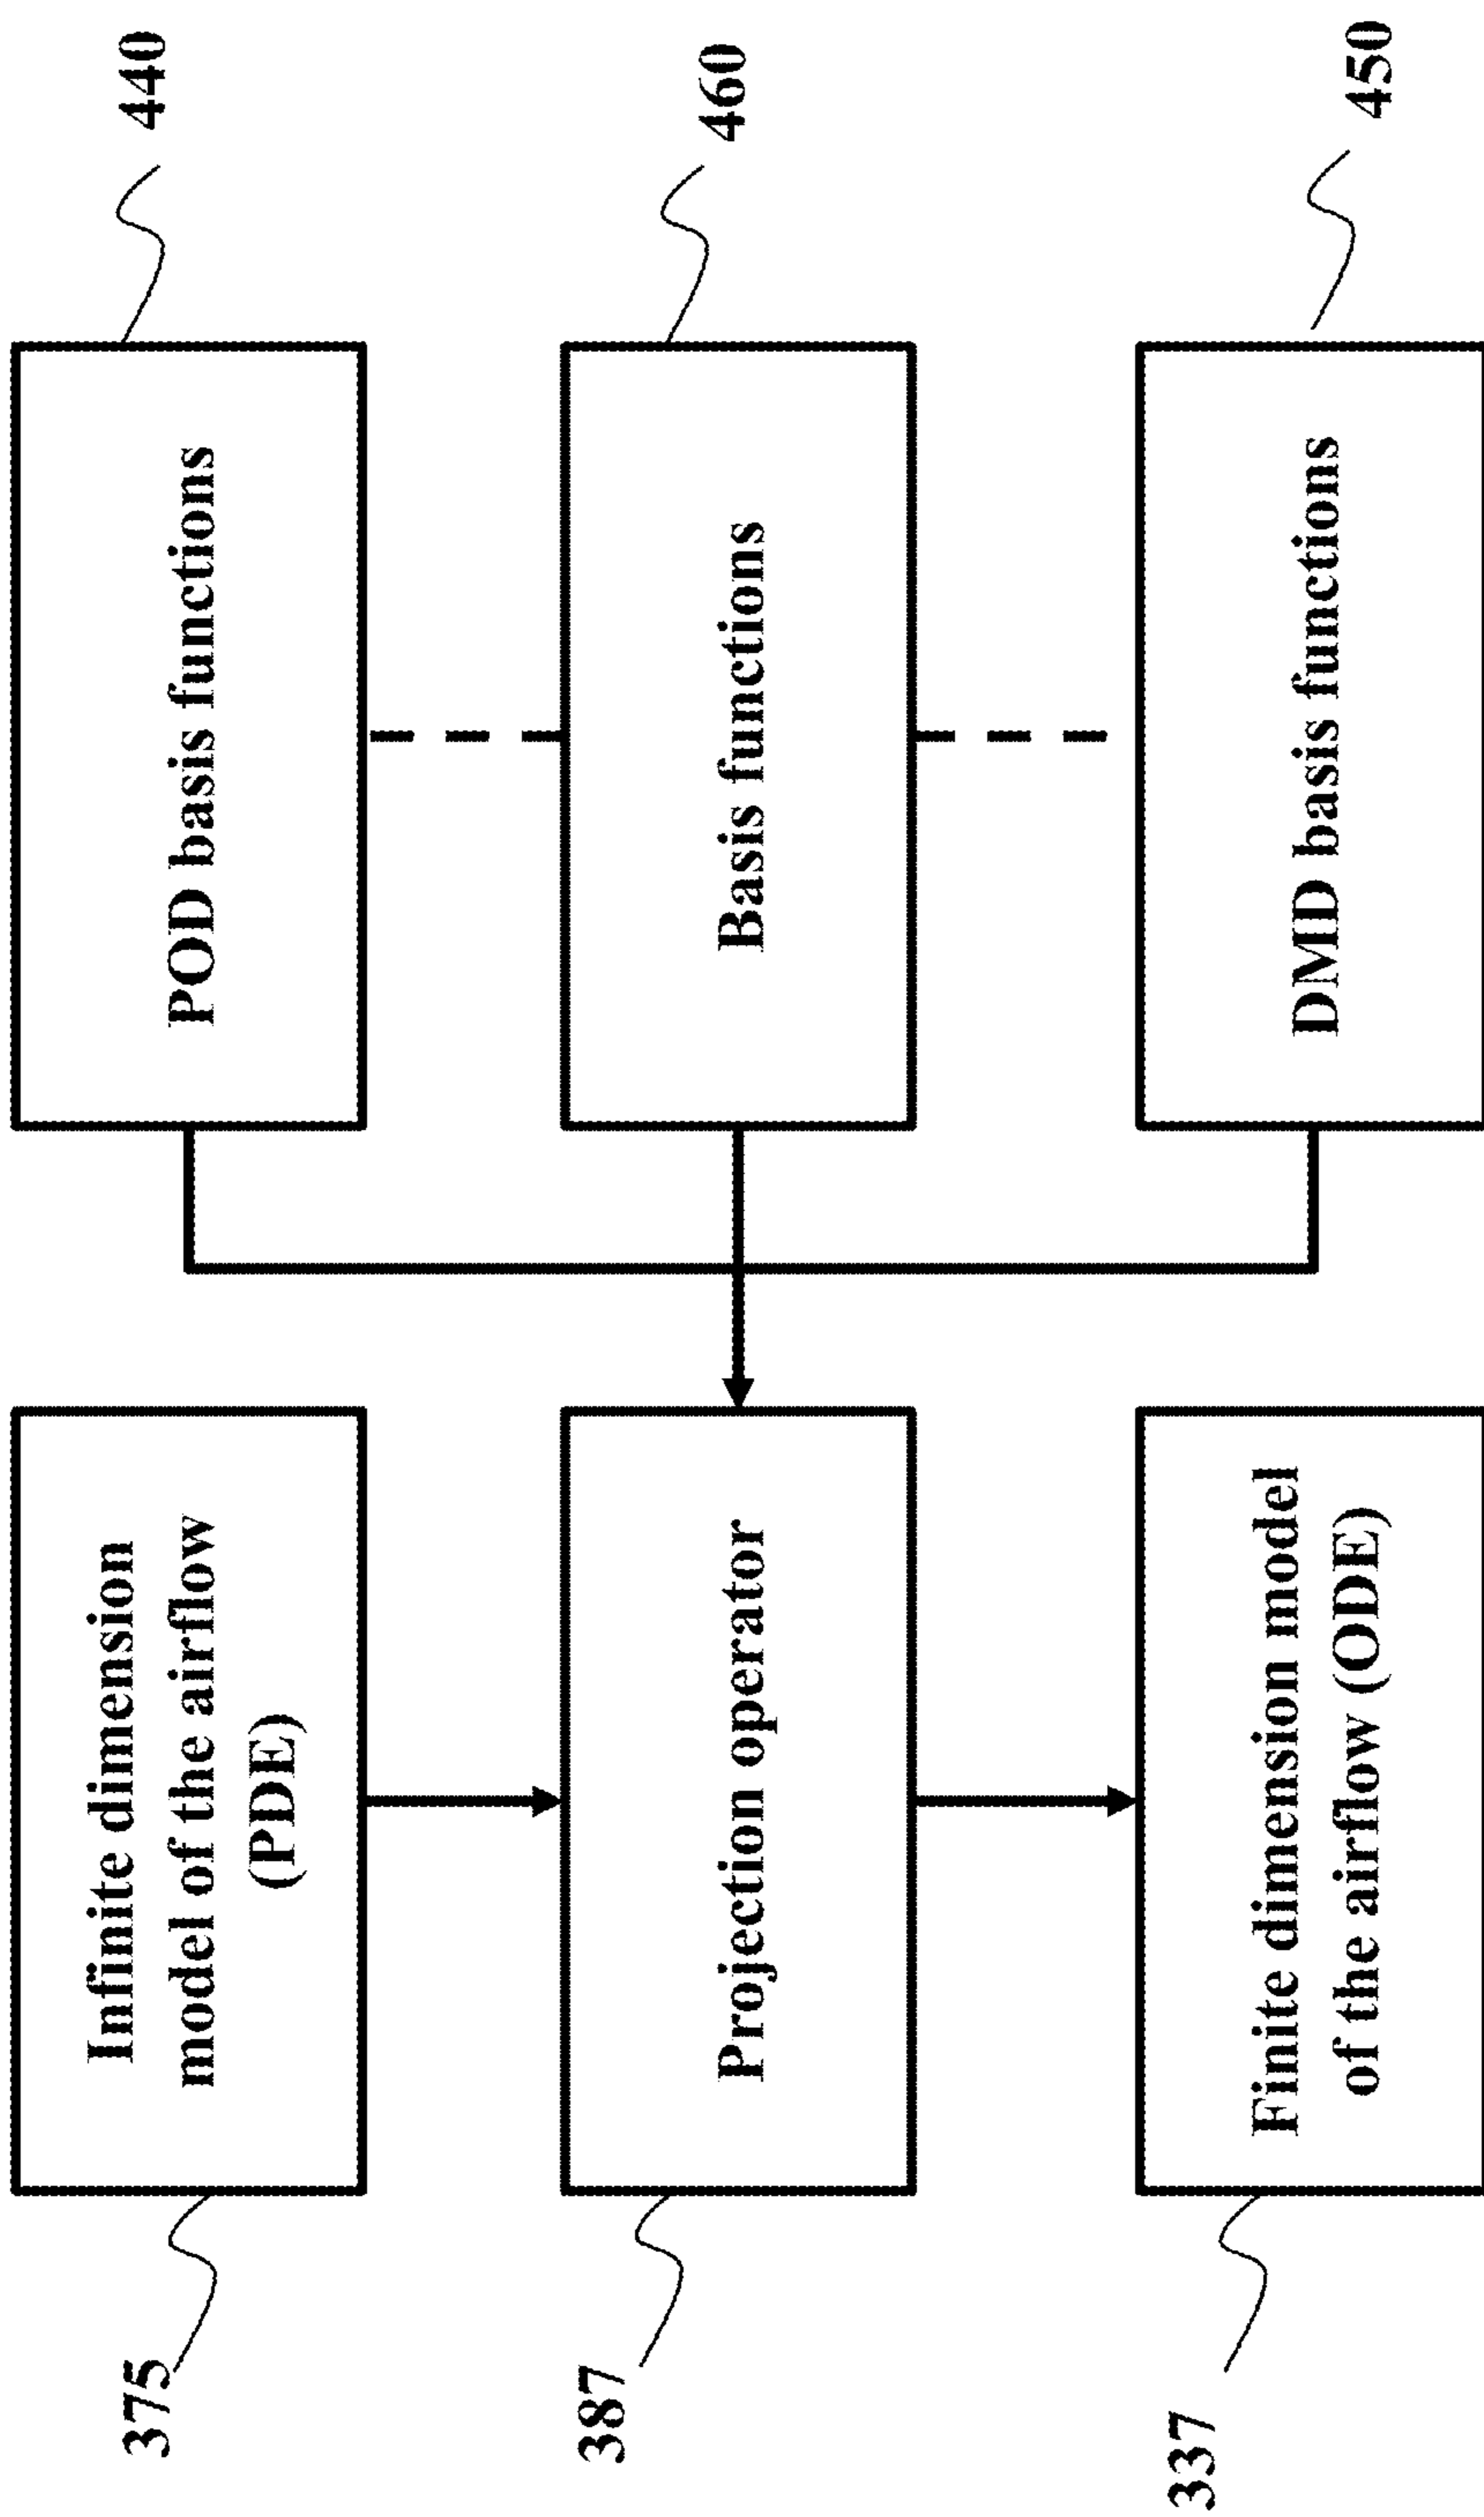 375
Infinite dimension
model of the airflow
(PDE)
POD basis functions
440
387
Projection operator
Basis functions
460
337
Finite dimension model
of the airflow (ODE)
DMD basis functions
450